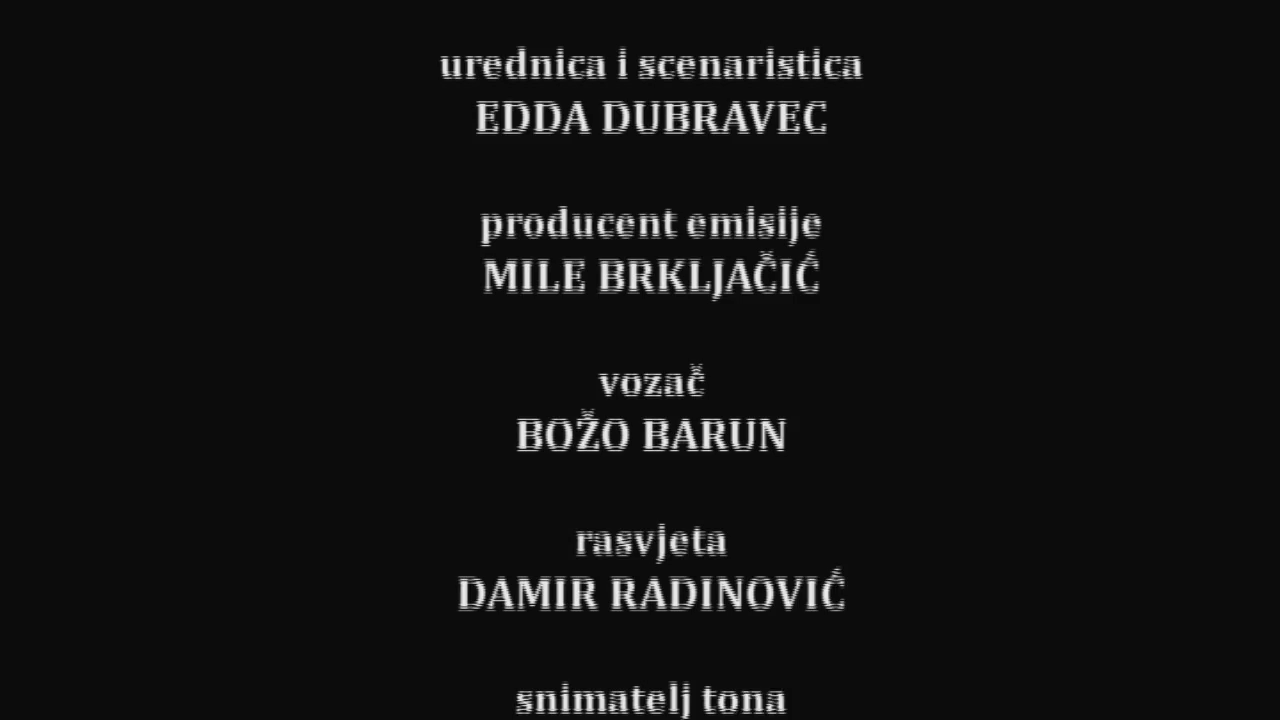 urednica i scenaristica
EDDA DUBRAVEC
producent emisije
MILE BRKLJAČIĆ
vozač
BOŽO BARUN
rasvjeta
DAMIR RADINOVIĆ
snimatelj tona